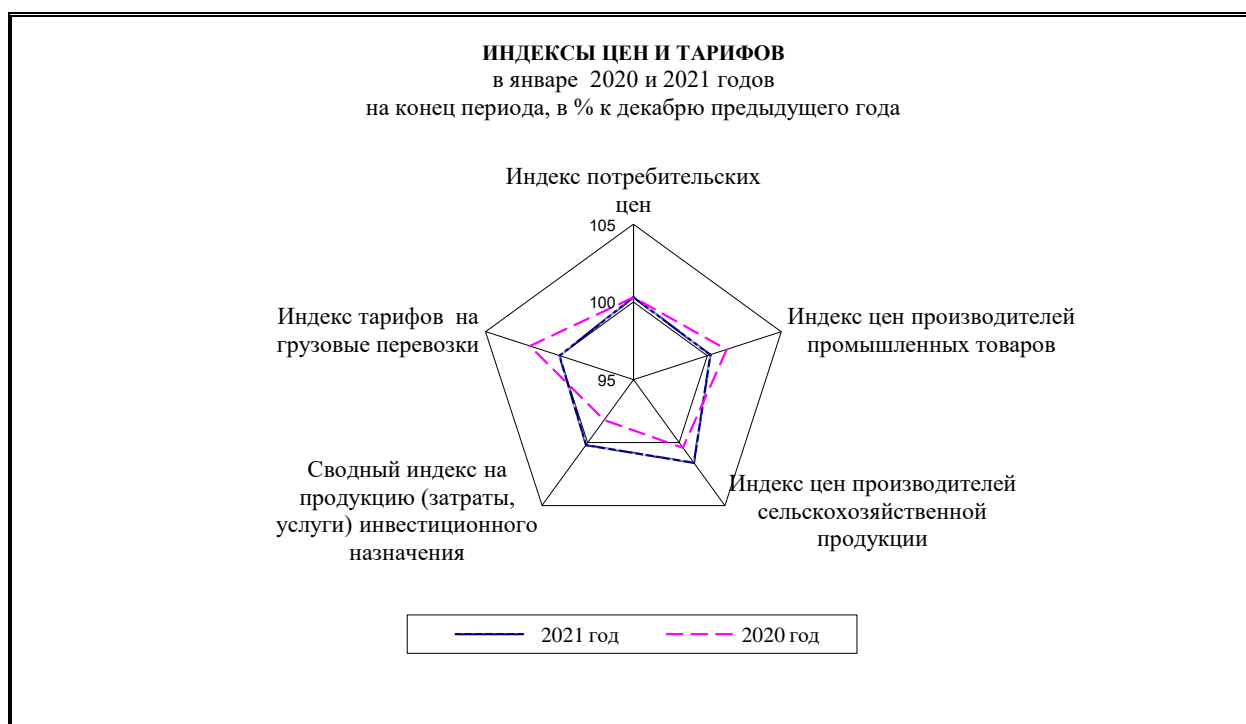 ИНДЕКСЫ ЦЕН И ТАРИФОВ
в январе 2020 и 2021 годов
на конец периода, в % к декабрю предыдущего года
Индекс потребительских
цен
105
100
95
Индекс тарифов на
грузовые перевозки
Индекс цен производителей
промышленных товаров
Сводный индекс на
продукцию (затраты,
услуги) инвестиционного
назначения
Индекс цен производителей
сельскохозяйственной
продукции
2021 год
2020 год